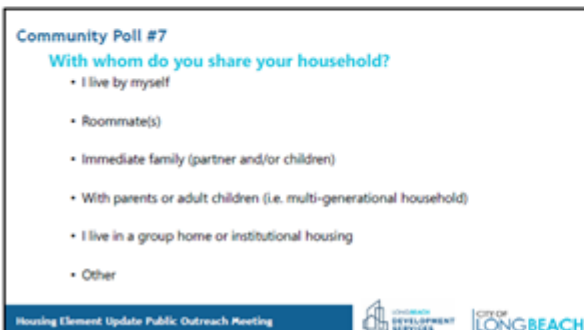 Community Poll #7
With whom do you share your household?
• I live by myself
• Roommate(s)
• Immediate family (partner and/or children)
• With parents or adult children (i.e. multi-generational household)
• I live in a group home or institutional housing
• Other
Housing Element Update Public Outreach Meeting
LONGBEACH
DEVELOPMENT
SERVICES
CITY OF
LONGBEACH